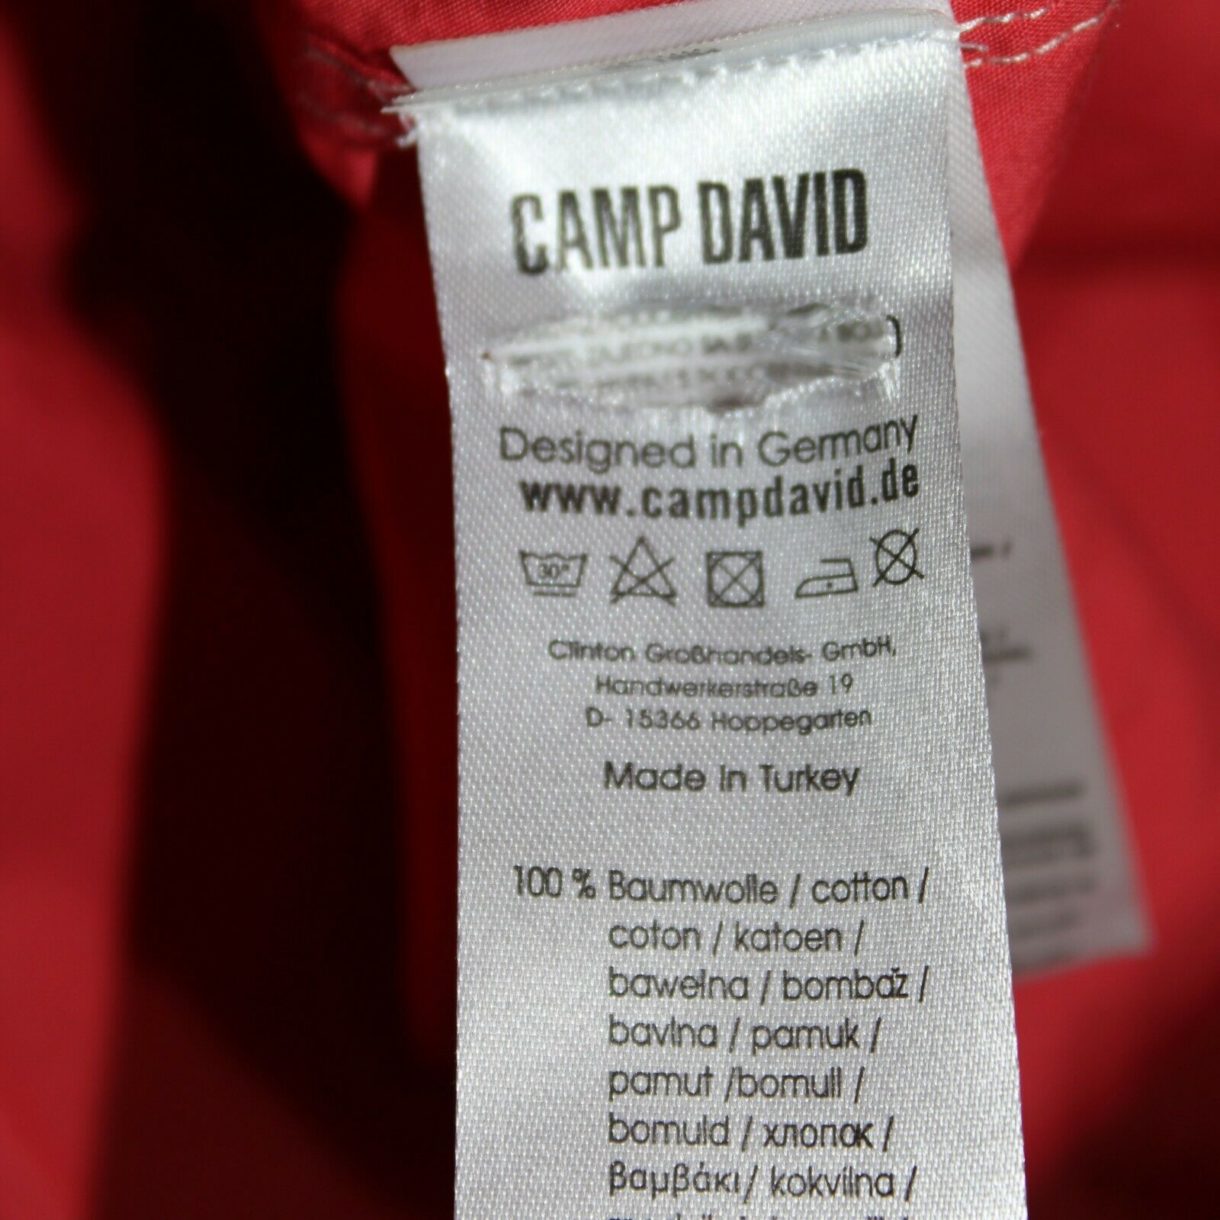 CAMP DAVID
Designed in Germany
www.campdavid.de
30°
Clinton Großhandels- GmbH,
Handwerkerstraße 19
D- 15366 Hoppegarten
Made in Turkey
100 % Baumwolle / cotton /
coton / katoen /
bawełna / bombaž /
bavlna / pamuk /
pamut /bomull /
bomuld / хлопок /
βαμβάκι/ kokvilna /